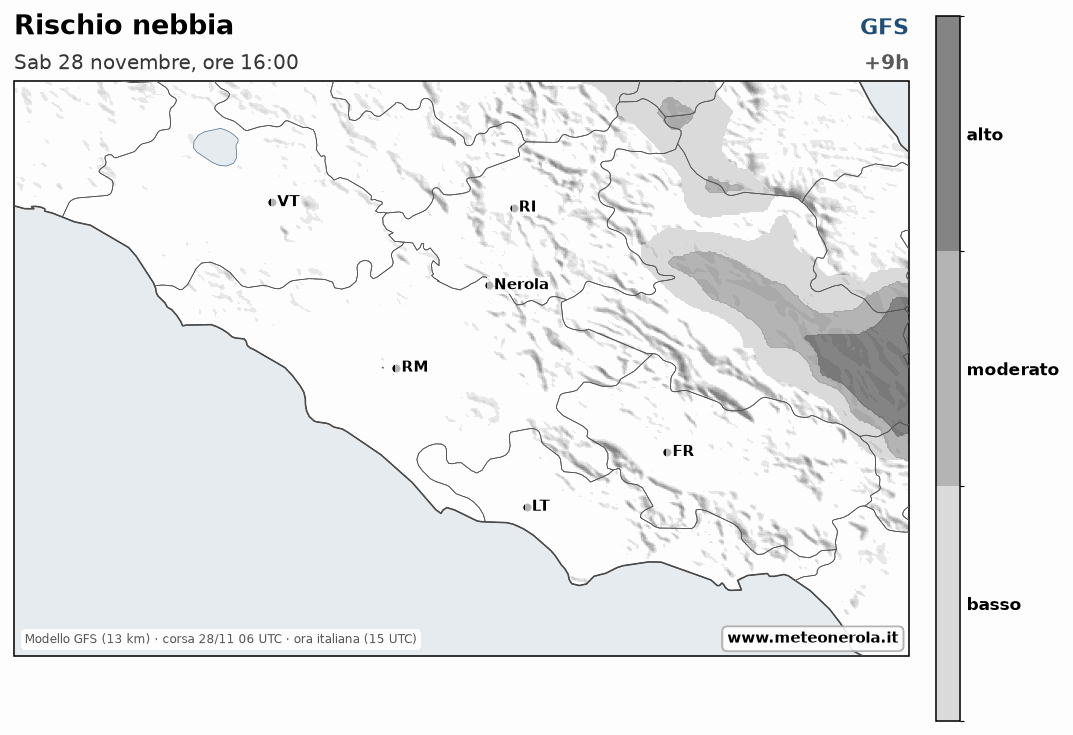 Rischio nebbia
GFS
Sab 28 novembre, ore 16:00
+9h
alto
VT
RI
Nerola
RM
moderato
FR
LT
basso
Modello GFS (13 km) · corsa 28/11 06 UTC · ora italiana (15 UTC)
www.meteonerola.it